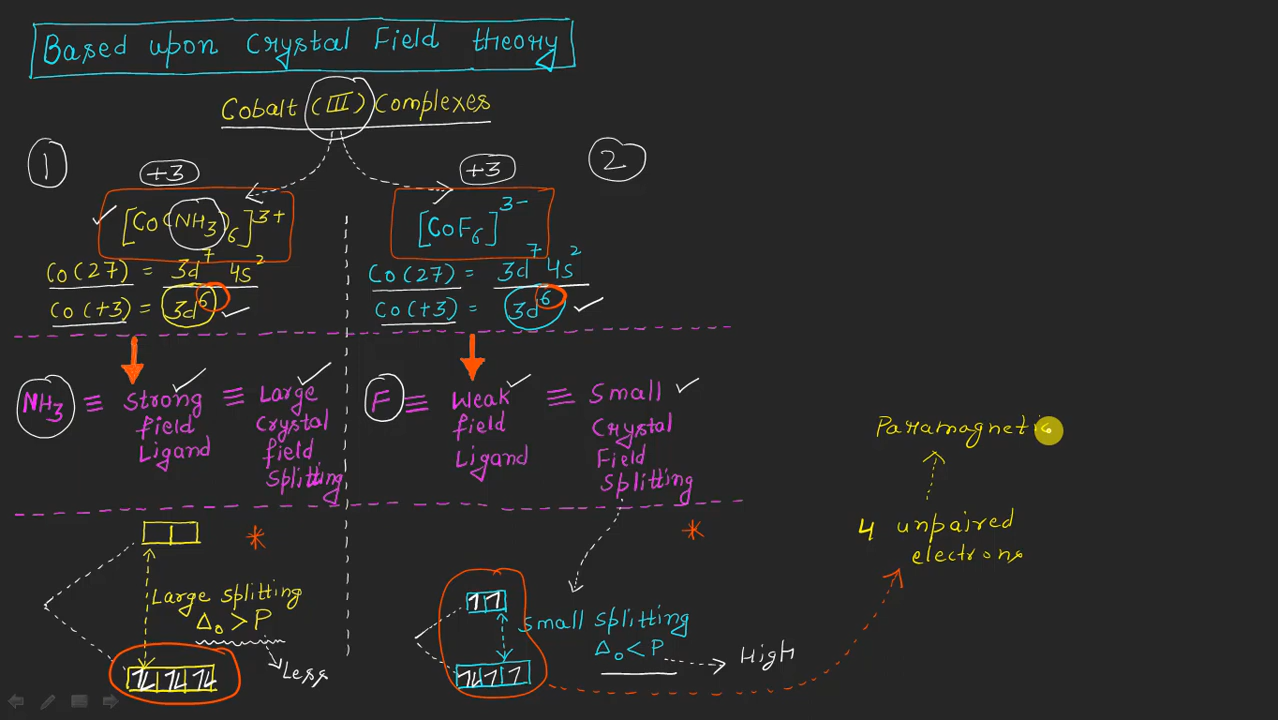 Based upon Crystal Field theory
Cobalt (III) Complexes
1
2
+3
+3
[Co(NH3)6]3+
[CoF6]3-
Co(27) = 3d7 4s2
Co(27) = 3d7 4s2
Co(+3) = 3d6
Co(+3) = 3d6
NH3 ≡ Strong field Ligand ≡ Large Crystal field Splitting
F ≡ Weak field Ligand ≡ Small Crystal Field Splitting
*
*
Large splitting
Δo > P
Less
Small splitting
Δo < P
High
Paramagnetic
4 unpaired
electrons